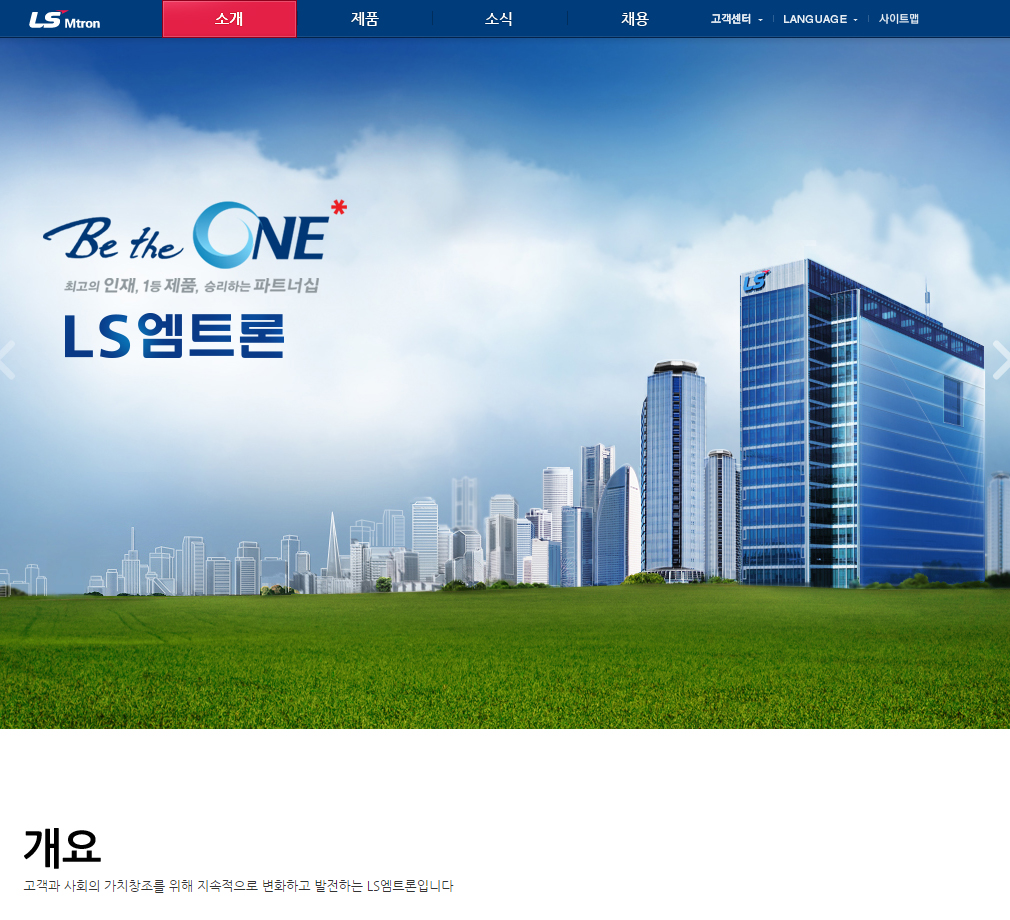 LS Mtron
소개
제품
소식
채용
고객센터
LANGUAGE
사이트맵
Be the ONE*
최고의 인재, 1등 제품, 승리하는 파트너십
LS엠트론
LS
개요
고객과 사회의 가치창조를 위해 지속적으로 변화하고 발전하는 LS엠트론입니다